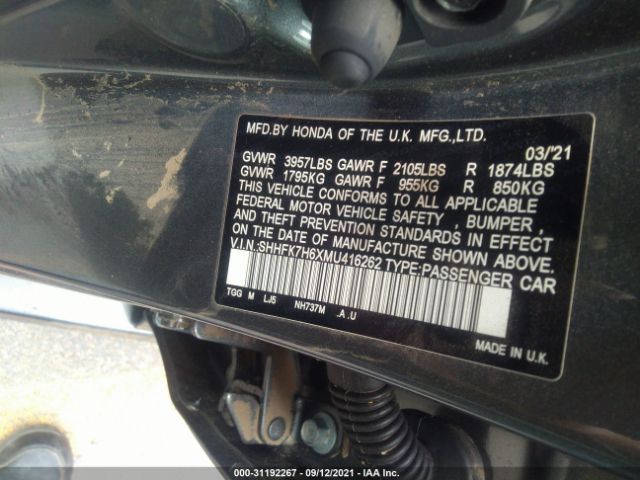 MFD.BY HONDA OF THE U.K. MFG.,LTD.
03/'21
GVWR 3957LBS GAWR F 2105LBS R 1874LBS
GVWR 1795KG GAWR F 955KG R 850KG
THIS VEHICLE CONFORMS TO ALL APPLICABLE
FEDERAL MOTOR VEHICLE SAFETY , BUMPER ,
AND THEFT PREVENTION STANDARDS IN EFFECT
ON THE DATE OF MANUFACTURE SHOWN ABOVE.
V.I.N.:SHHFK7H6XMU416262 TYPE:PASSENGER CAR
TGG M LJ5 NH737M .A .U
MADE IN U.K.
000-31192267 - 09/12/2021 - IAA Inc.